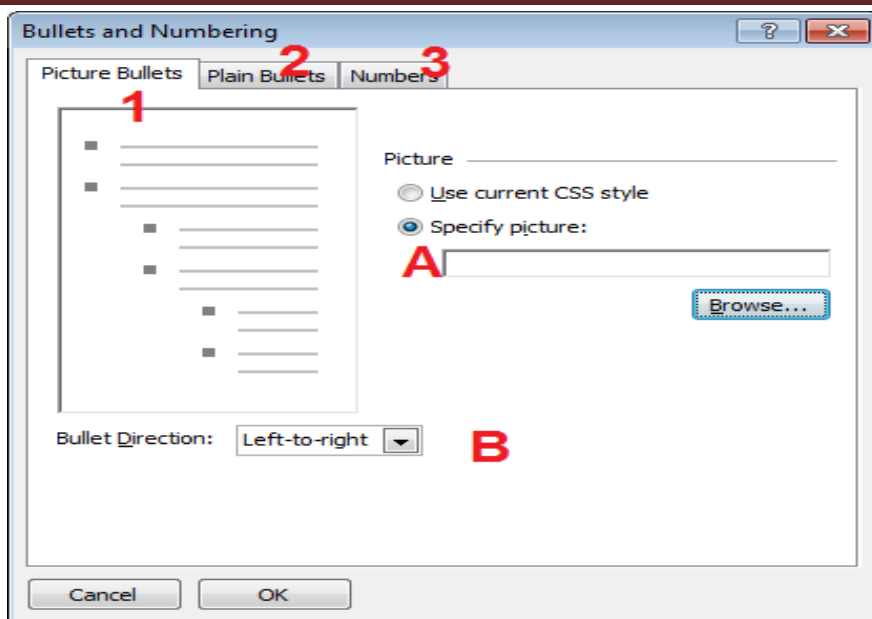 Bullets and Numbering
Picture Bullets Plain Bullets Numbers
1 2 3
Picture
Use current CSS style
Specify picture:
A
Browse...
Bullet Direction: Left-to-right B
Cancel OK